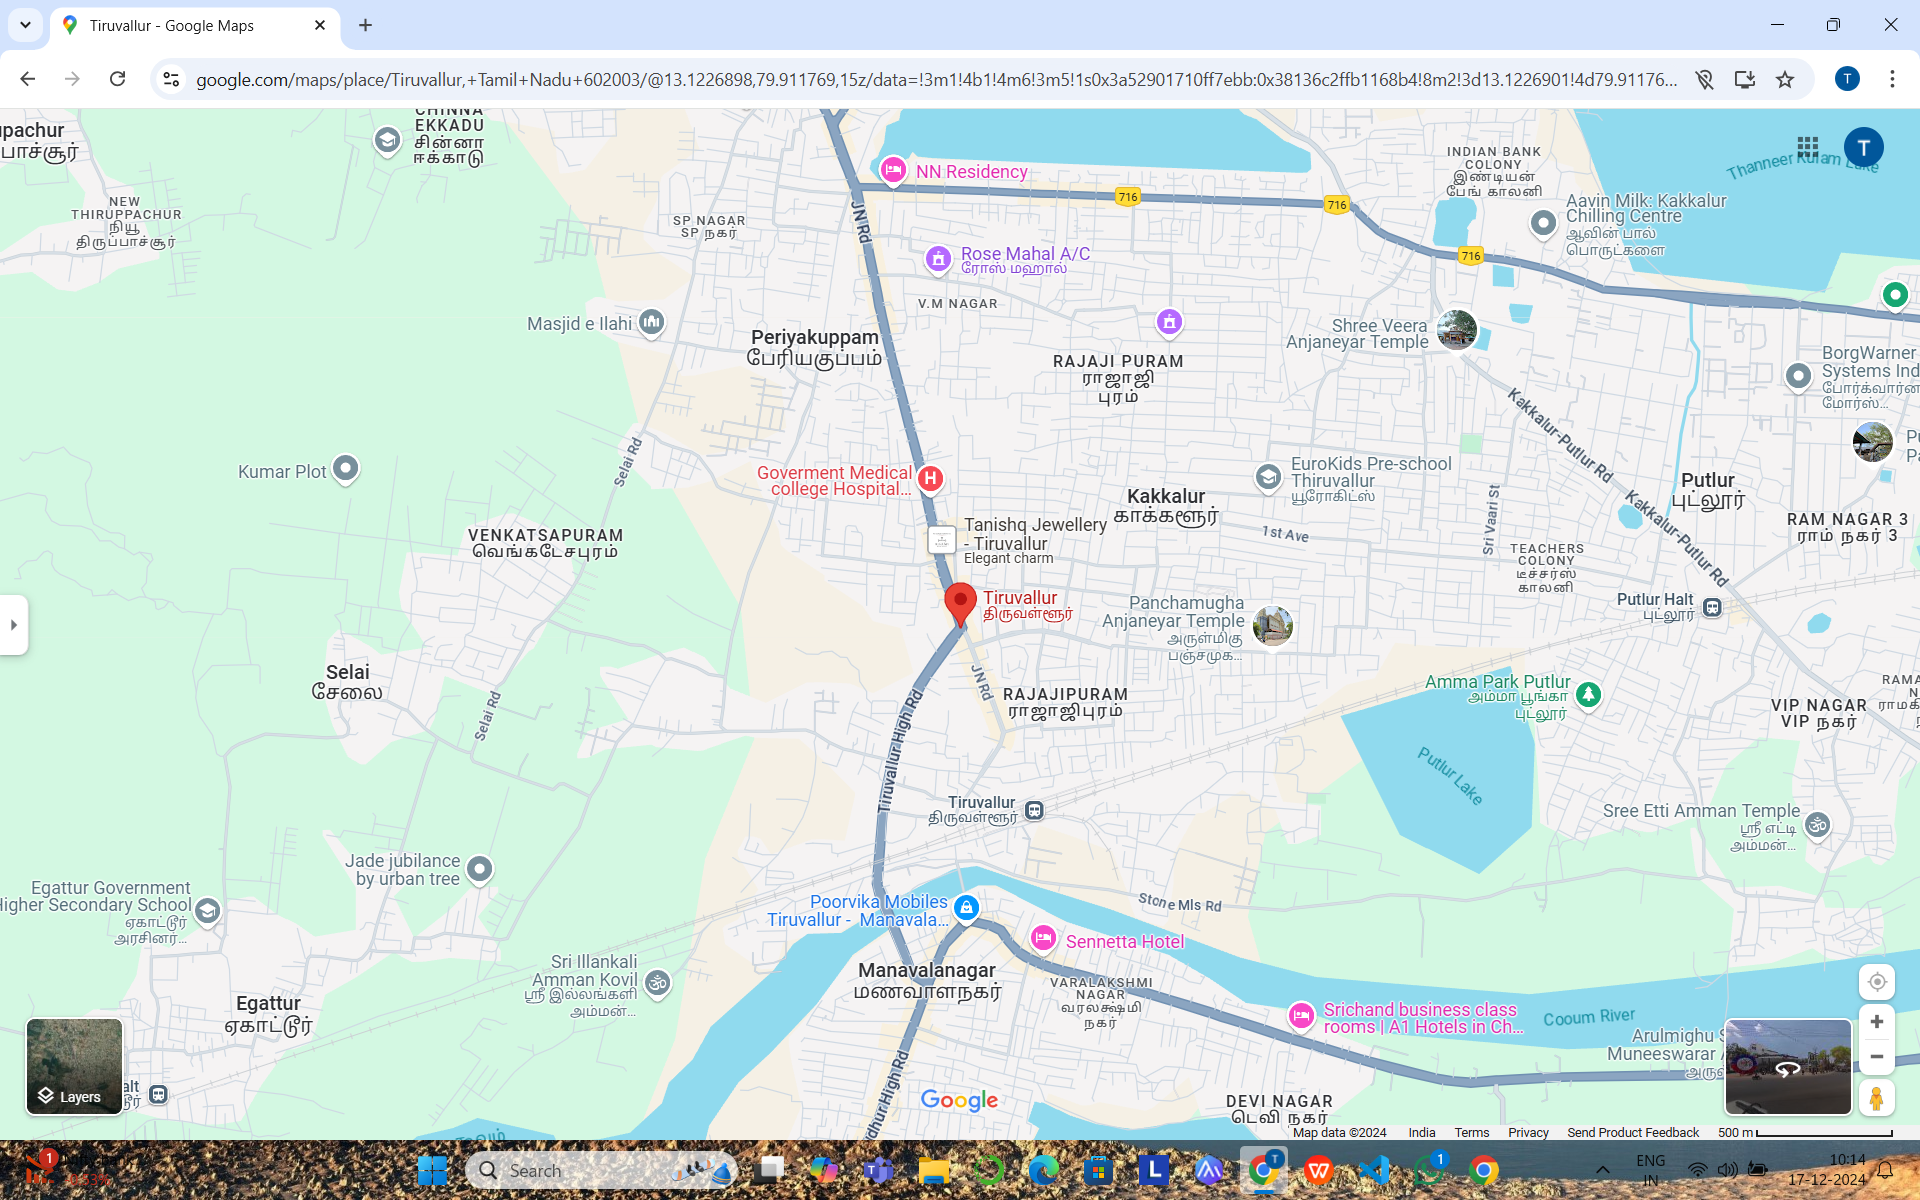 Tiruvallur - Google Maps
google.com/maps/place/Tiruvallur,+Tamil+Nadu+602003/@13.1226898,79.911769,15z/data=!3m1!4b1!4m6!3m5!1s0x3a52901710ff7ebb:0x38136c2ffb1168b4!8m2!3d13.1226901!4d79.91176...
T
T
upachur
பாச்சூர்
CHINNA
EKKADU
சின்னா
ஈக்காடு
NN Residency
716
716
716
INDIAN BANK
COLONY
இண்டியன்
பேங் காலனி
Thanneer Kulam Lake
Aavin Milk: Kakkalur
Chilling Centre
ஆவின் பால்
பொருட்களை
NEW
THIRUPPACHUR
நியூ
திருப்பாச்சூர்
SP NAGAR
SP நகர்
JN Rd
Rose Mahal A/C
ரோஸ் மஹால்
V.M NAGAR
Masjid e Ilahi
Periyakuppam
பேரியகுப்பம்
RAJAJI PURAM
ராஜாஜி
புரம்
Shree Veera
Anjaneyar Temple
BorgWarner
Systems Ind
போர்க்வார்ன
மோர்ஸ்...
Kakkalur-Putlur Rd
Selai Rd
Kumar Plot
Goverment Medical
college Hospital...
H
EuroKids Pre-school
Thiruvallur
யூரோகிட்ஸ்
Putlur
புட்லூர்
Kakkalur
காக்களூர்
Kakkalur-Putlur Rd
Sri Vaari St
RAM NAGAR 3
ராம் நகர் 3
VENKATSAPURAM
வெங்கடேசபுரம்
Tanishq Jewellery
- Tiruvallur
Elegant charm
1st Ave
TEACHERS
COLONY
டீச்சர்ஸ்
காலனி
Tiruvallur
திருவள்ளூர்
Panchamugha
Anjaneyar Temple
அருள்மிகு
பஞ்சமுக...
Putlur Halt
புட்லூர்
Selai
சேலை
JN Rd
RAJAJIPURAM
ராஜாஜிபுரம்
Amma Park Putlur
அம்மா பூங்கா
புட்லூர்
VIP NAGAR
VIP நகர்
RAMA
N
ராமகி
ந
Selai Rd
Tiruvallur High Rd
Putlur Lake
Tiruvallur
திருவள்ளூர்
Sree Etti Amman Temple
ஸ்ரீ எட்டி
அம்மன்...
Jade jubilance
by urban tree
Egattur Government
Higher Secondary School
ஏகாட்டூர்
அரசினர்...
Poorvika Mobiles
Tiruvallur - Manavala...
Stone Mls Rd
Sennetta Hotel
Sri Illankali
Amman Kovil
ஸ்ரீ இல்லங்களி
அம்மன்...
Manavalanagar
மணவாளநகர்
VARALAKSHMI
NAGAR
வரலக்ஷ்மி
நகர்
Egattur
ஏகாட்டூர்
Srichand business class
rooms | A1 Hotels in Ch...
Cooum River
Arulmighu S
Muneeswarar A
அருள்
Layers
alt
டூர்
udhur High Rd
Google
DEVI NAGAR
டெவி நகர்
Map data ©2024 India Terms Privacy Send Product Feedback 500 m
1
Search
T
1
ENG
IN
10:14
17-12-2024